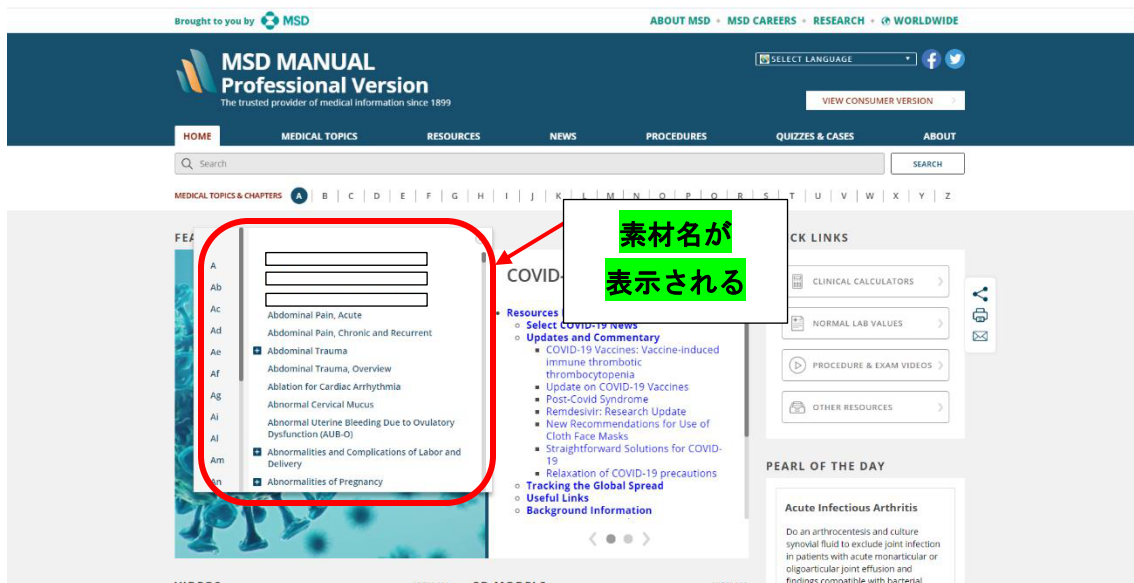 Brought to you by MSD
ABOUT MSD • MSD CAREERS • RESEARCH • WORLDWIDE
MSD MANUAL
Professional Version
The trusted provider of medical information since 1899
SELECT LANGUAGE
VIEW CONSUMER VERSION
HOME
MEDICAL TOPICS
RESOURCES
NEWS
PROCEDURES
QUIZZES & CASES
ABOUT
Search
SEARCH
MEDICAL TOPICS & CHAPTERS A | B | C | D | E | F | G | H | I | J | K | L | M | N | O | P | Q | R | S | T | U | V | W | X | Y | Z
素材名が
表示される
A
Ab
Ac
Ad
Ae
Af
Ag
Ai
Al
Am
An
Abdominal Pain, Acute
Abdominal Pain, Chronic and Recurrent
Abdominal Trauma
Abdominal Trauma, Overview
Ablation for Cardiac Arrhythmia
Abnormal Cervical Mucus
Abnormal Uterine Bleeding Due to Ovulatory
Dysfunction (AUB-O)
Abnormalities and Complications of Labor and
Delivery
Abnormalities of Pregnancy
COVID-
Resources
Select COVID-19 News
Updates and Commentary
COVID-19 Vaccines: Vaccine-induced
immune thrombotic
thrombocytopenia
Update on COVID-19 Vaccines
Post-Covid Syndrome
Remdesivir: Research Update
New Recommendations for Use of
Cloth Face Masks
Straightforward Solutions for COVID-
19
Relaxation of COVID-19 precautions
Tracking the Global Spread
Useful Links
Background Information
CK LINKS
CLINICAL CALCULATORS
NORMAL LAB VALUES
PROCEDURE & EXAM VIDEOS
OTHER RESOURCES
PEARL OF THE DAY
Acute Infectious Arthritis
Do an arthrocentesis and culture
synovial fluid to exclude joint infection
in patients with acute monarticular or
oligoarticular joint effusion and
findings compatible with bacterial